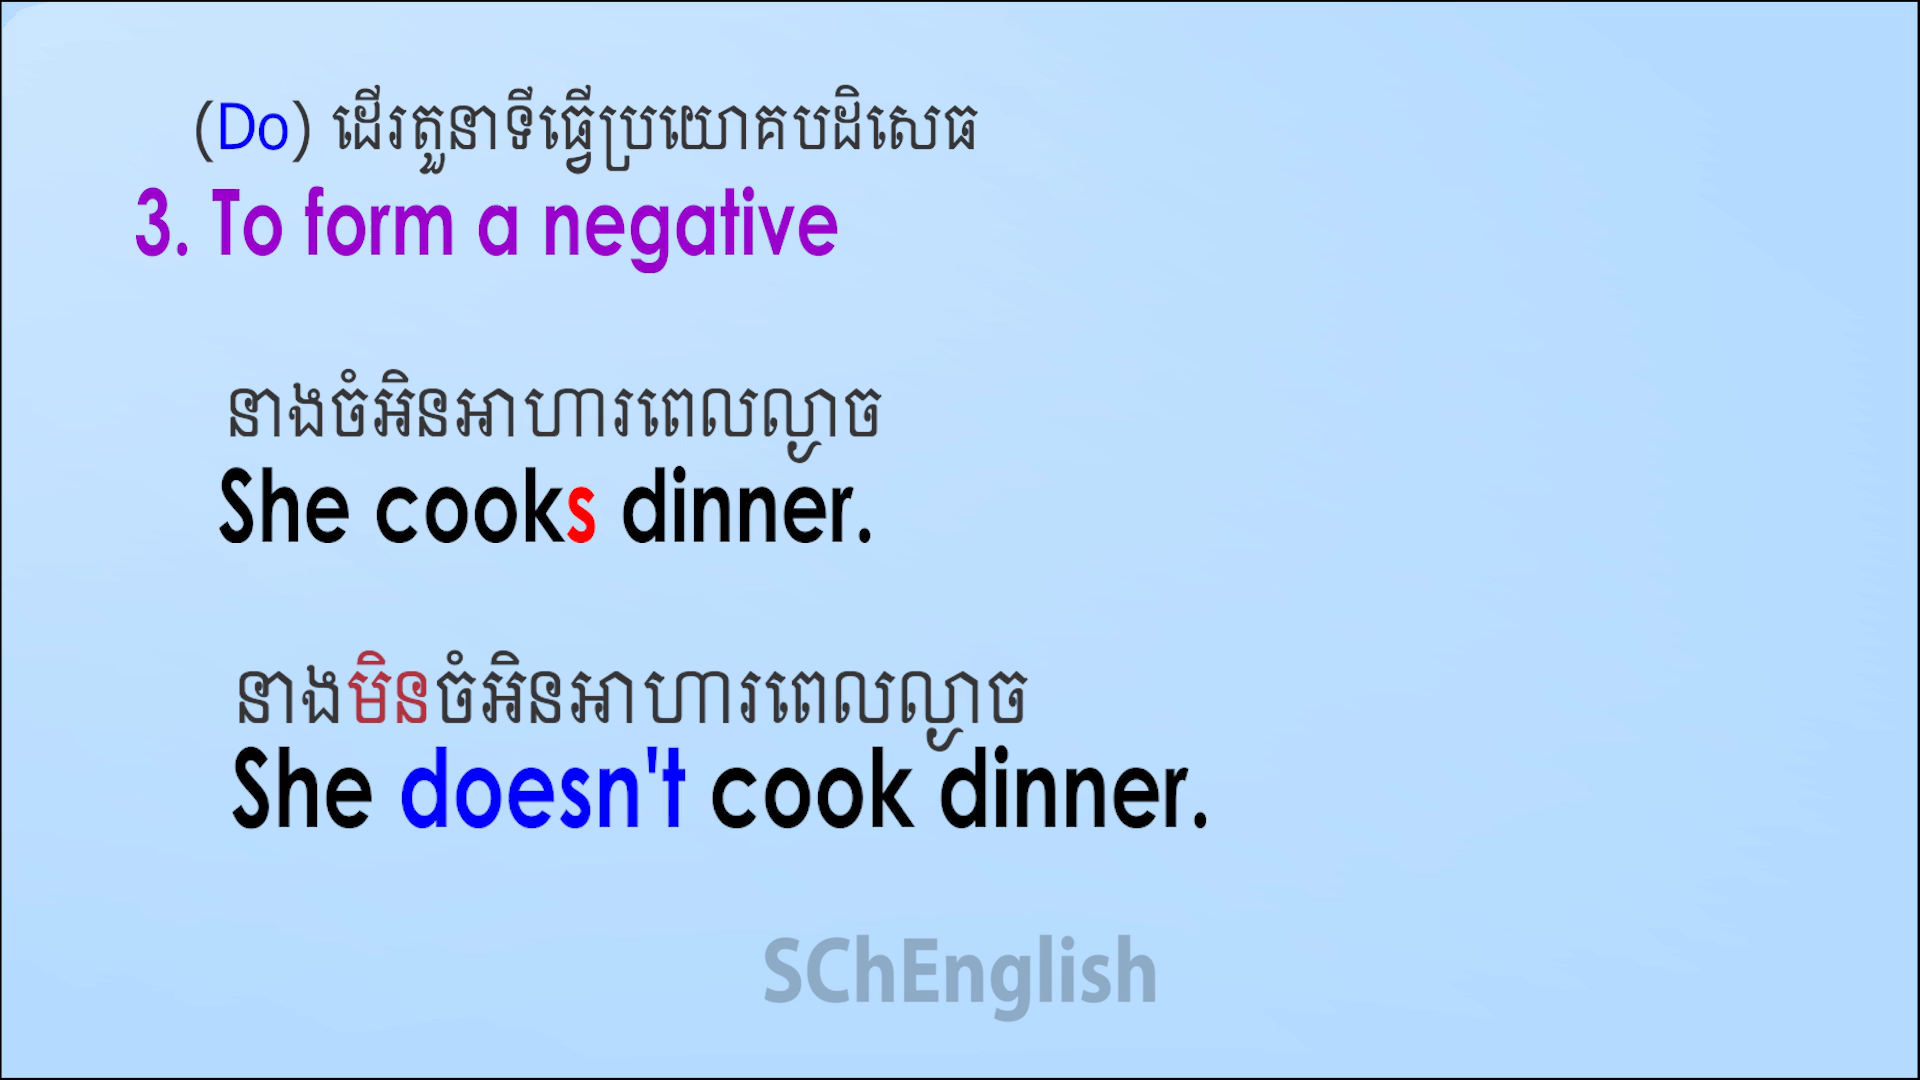 (Do) ដើរតួនាទីធ្វើប្រយោគបដិសេធ
3. To form a negative
នាងចំអិនអាហារពេលល្ងាច
She cooks dinner.
នាងមិនចំអិនអាហារពេលល្ងាច
She doesn't cook dinner.
SChEnglish